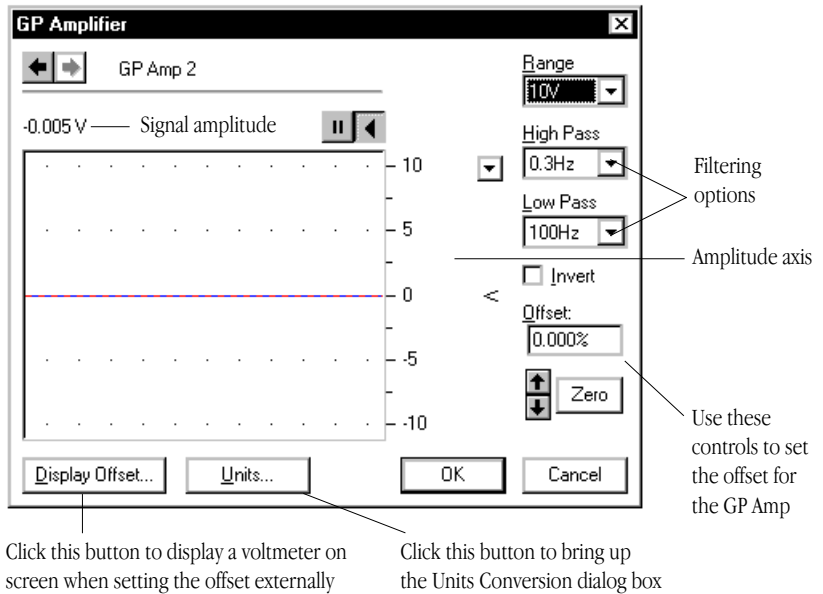 GP Amplifier
GP Amp 2
Range
10V
-0.005 V
Signal amplitude
High Pass
0.3Hz
Filtering
options
Low Pass
100Hz
10
5
0
-5
-10
Amplitude axis
Invert
<
Offset:
0.000%
Zero
Use these
controls to set
the offset for
the GP Amp
Display Offset...
Units...
OK
Cancel
Click this button to display a voltmeter on
screen when setting the offset externally
Click this button to bring up
the Units Conversion dialog box